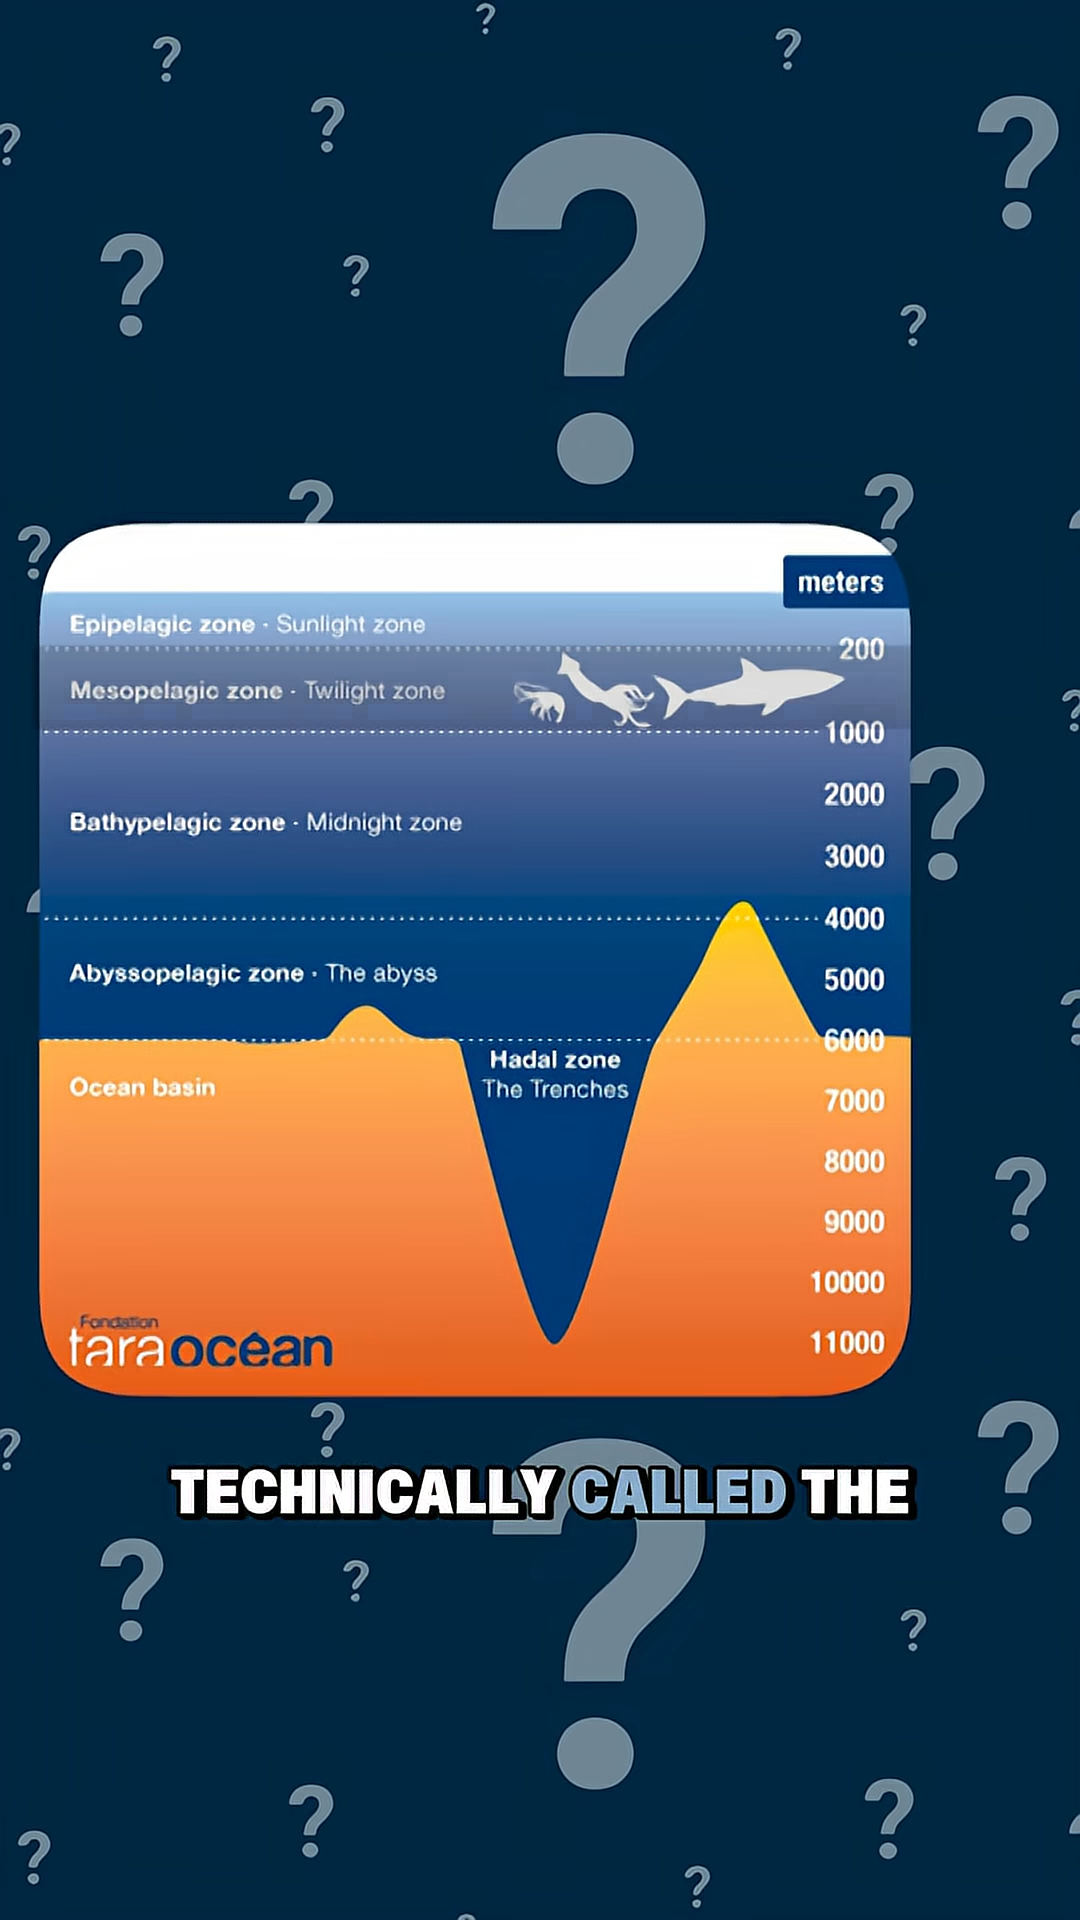 ?
meters
Epipelagic zone · Sunlight zone
200
Mesopelagic zone · Twilight zone
1000
2000
Bathypelagic zone · Midnight zone
3000
4000
Abyssopelagic zone · The abyss
5000
6000
Hadal zone
The Trenches
Ocean basin
7000
8000
9000
10000
Fondation
taraocéan
11000
TECHNICALLY CALLED THE